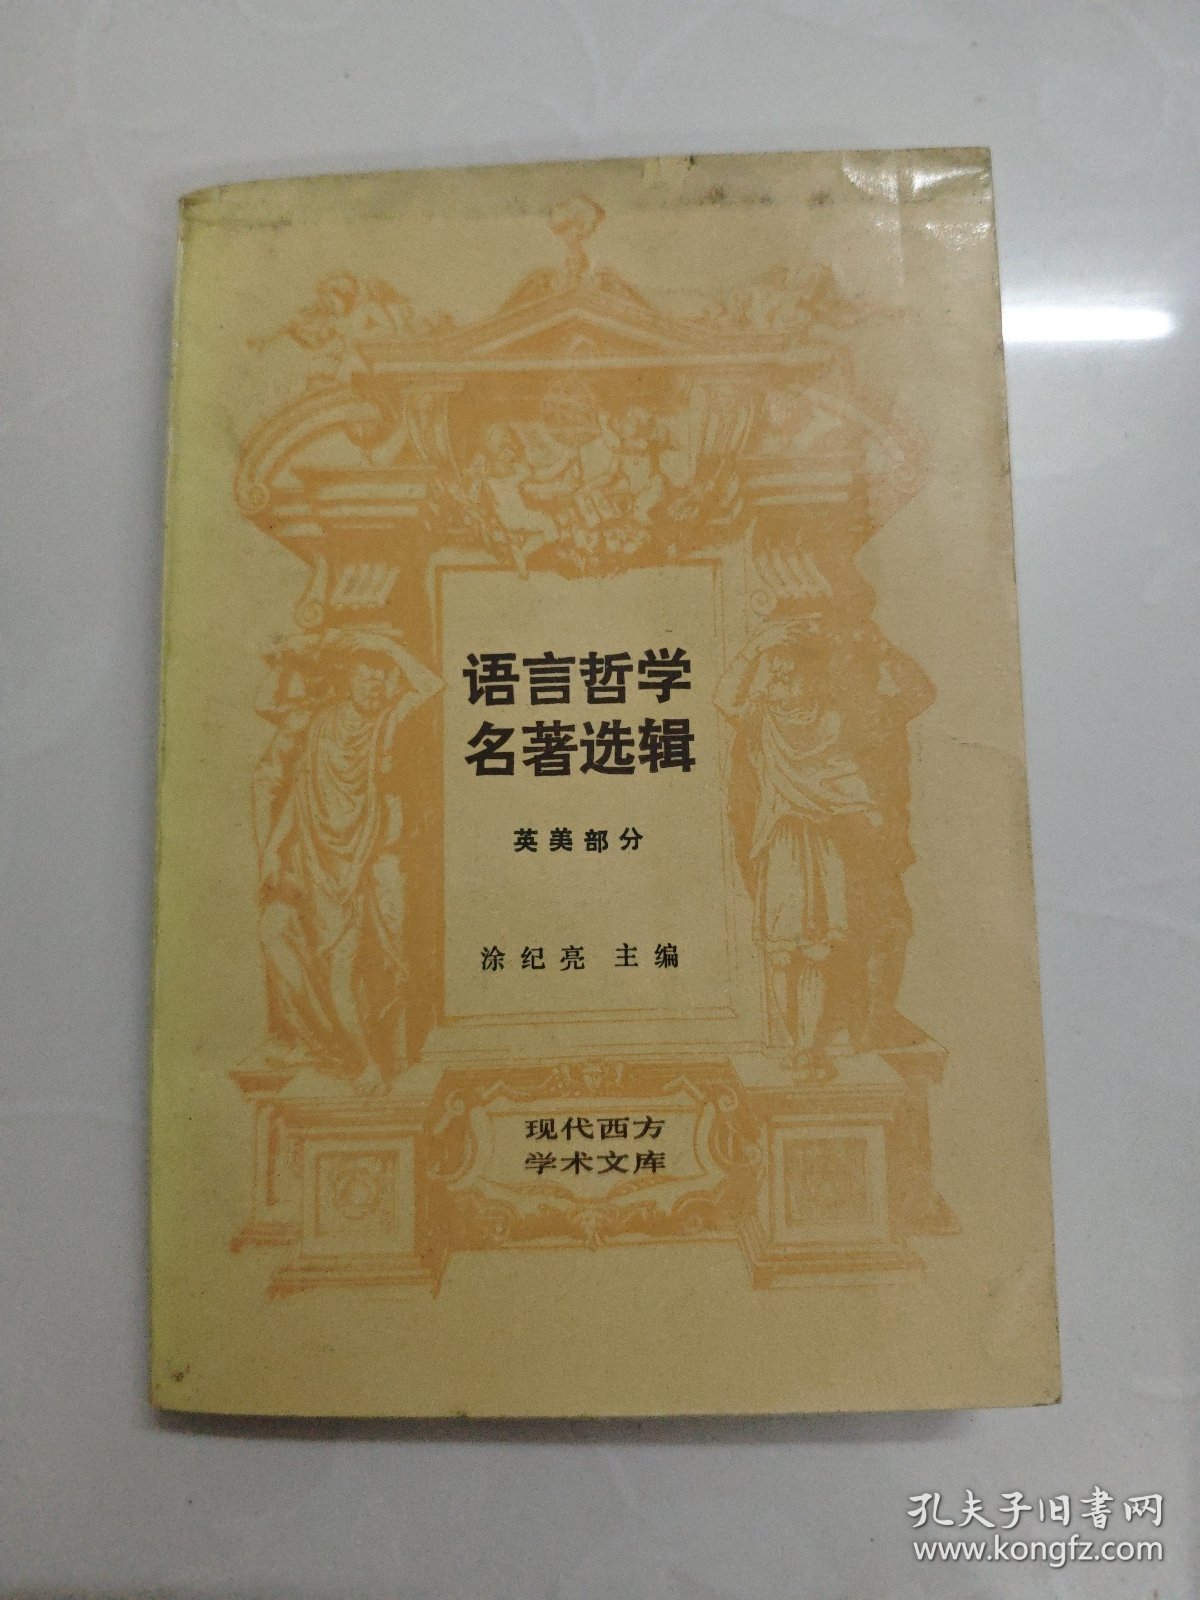 语言哲学
名著选辑
英美部分
涂纪亮 主编
现代西方
学术文库
孔夫子旧书网
www.kongfz.com